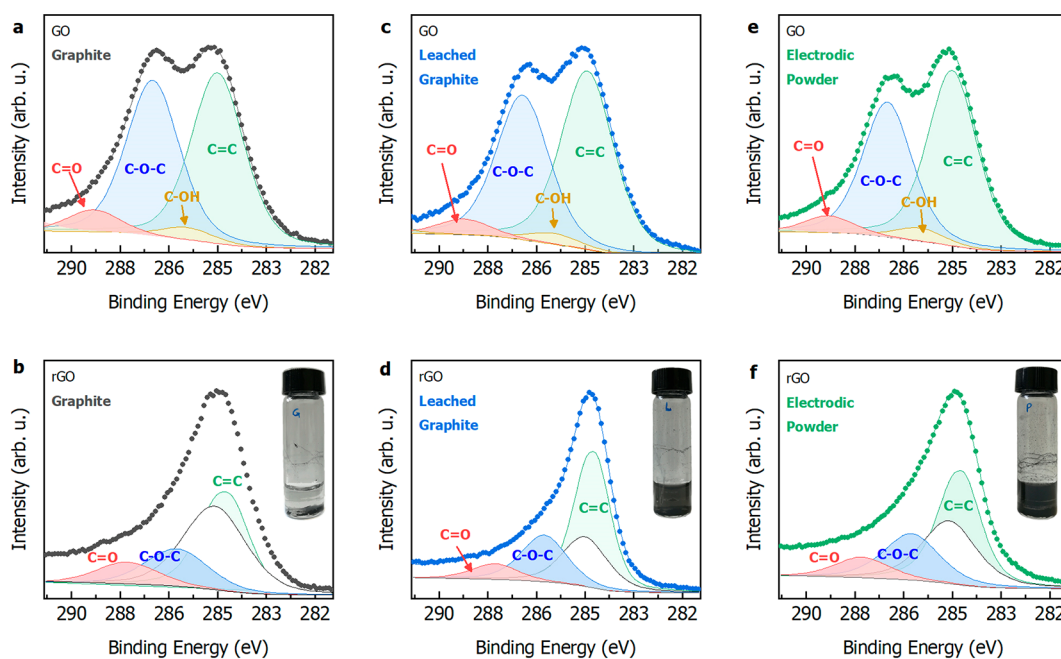 a
GO
Graphite
C=O
C-O-C
C=C
C-OH
Intensity (arb. u.)
290 288 286 285 283 282
Binding Energy (eV)
c
GO
Leached
Graphite
C=O
C-O-C
C=C
C-OH
Intensity (arb. u.)
290 288 286 285 283 282
Binding Energy (eV)
e
GO
Electrodic
Powder
C=O
C-O-C
C=C
C-OH
Intensity (arb. u.)
290 288 286 285 283 282
Binding Energy (eV)
b
rGO
Graphite
G
C=C
C=O
C-O-C
Intensity (arb. u.)
290 288 286 285 283 282
Binding Energy (eV)
d
rGO
Leached
Graphite
L
C=C
C=O
C-O-C
Intensity (arb. u.)
290 288 286 285 283 282
Binding Energy (eV)
f
rGO
Electrodic
Powder
P
C=C
C=O
C-O-C
Intensity (arb. u.)
290 288 286 285 283 282
Binding Energy (eV)